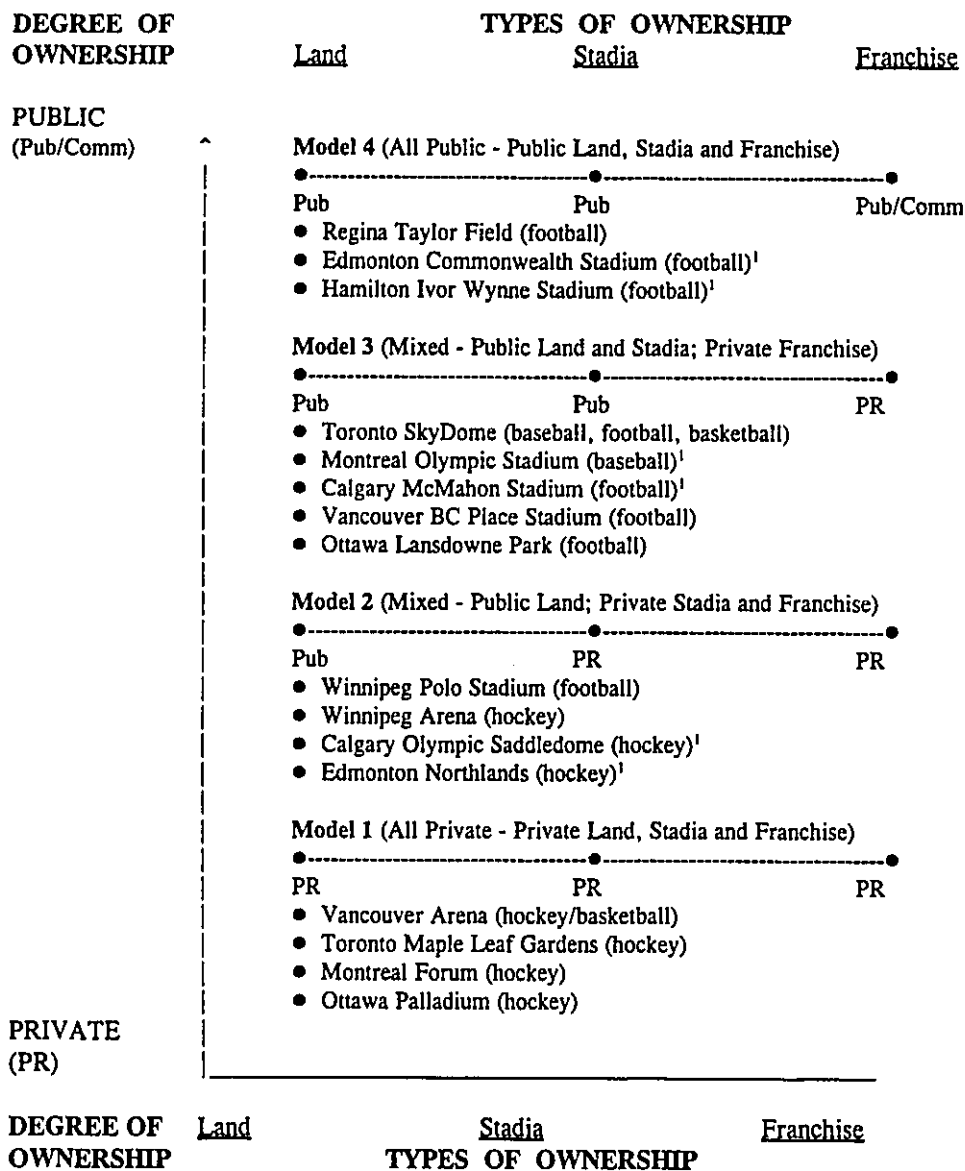 DEGREE OF TYPES OF OWNERSHIP
OWNERSHIP Land Stadia Franchise
PUBLIC
(Pub/Comm)
Model 4 (All Public - Public Land, Stadia and Franchise)
Pub Pub Pub/Comm
● Regina Taylor Field (football)
● Edmonton Commonwealth Stadium (football)¹
● Hamilton Ivor Wynne Stadium (football)¹
Model 3 (Mixed - Public Land and Stadia; Private Franchise)
Pub Pub PR
● Toronto SkyDome (baseball, football, basketball)
● Montreal Olympic Stadium (baseball)¹
● Calgary McMahon Stadium (football)¹
● Vancouver BC Place Stadium (football)
● Ottawa Lansdowne Park (football)
Model 2 (Mixed - Public Land; Private Stadia and Franchise)
Pub PR PR
● Winnipeg Polo Stadium (football)
● Winnipeg Arena (hockey)
● Calgary Olympic Saddledome (hockey)¹
● Edmonton Northlands (hockey)¹
Model 1 (All Private - Private Land, Stadia and Franchise)
PR PR PR
● Vancouver Arena (hockey/basketball)
● Toronto Maple Leaf Gardens (hockey)
● Montreal Forum (hockey)
● Ottawa Palladium (hockey)
PRIVATE
(PR)
DEGREE OF Land Stadia Franchise
OWNERSHIP TYPES OF OWNERSHIP